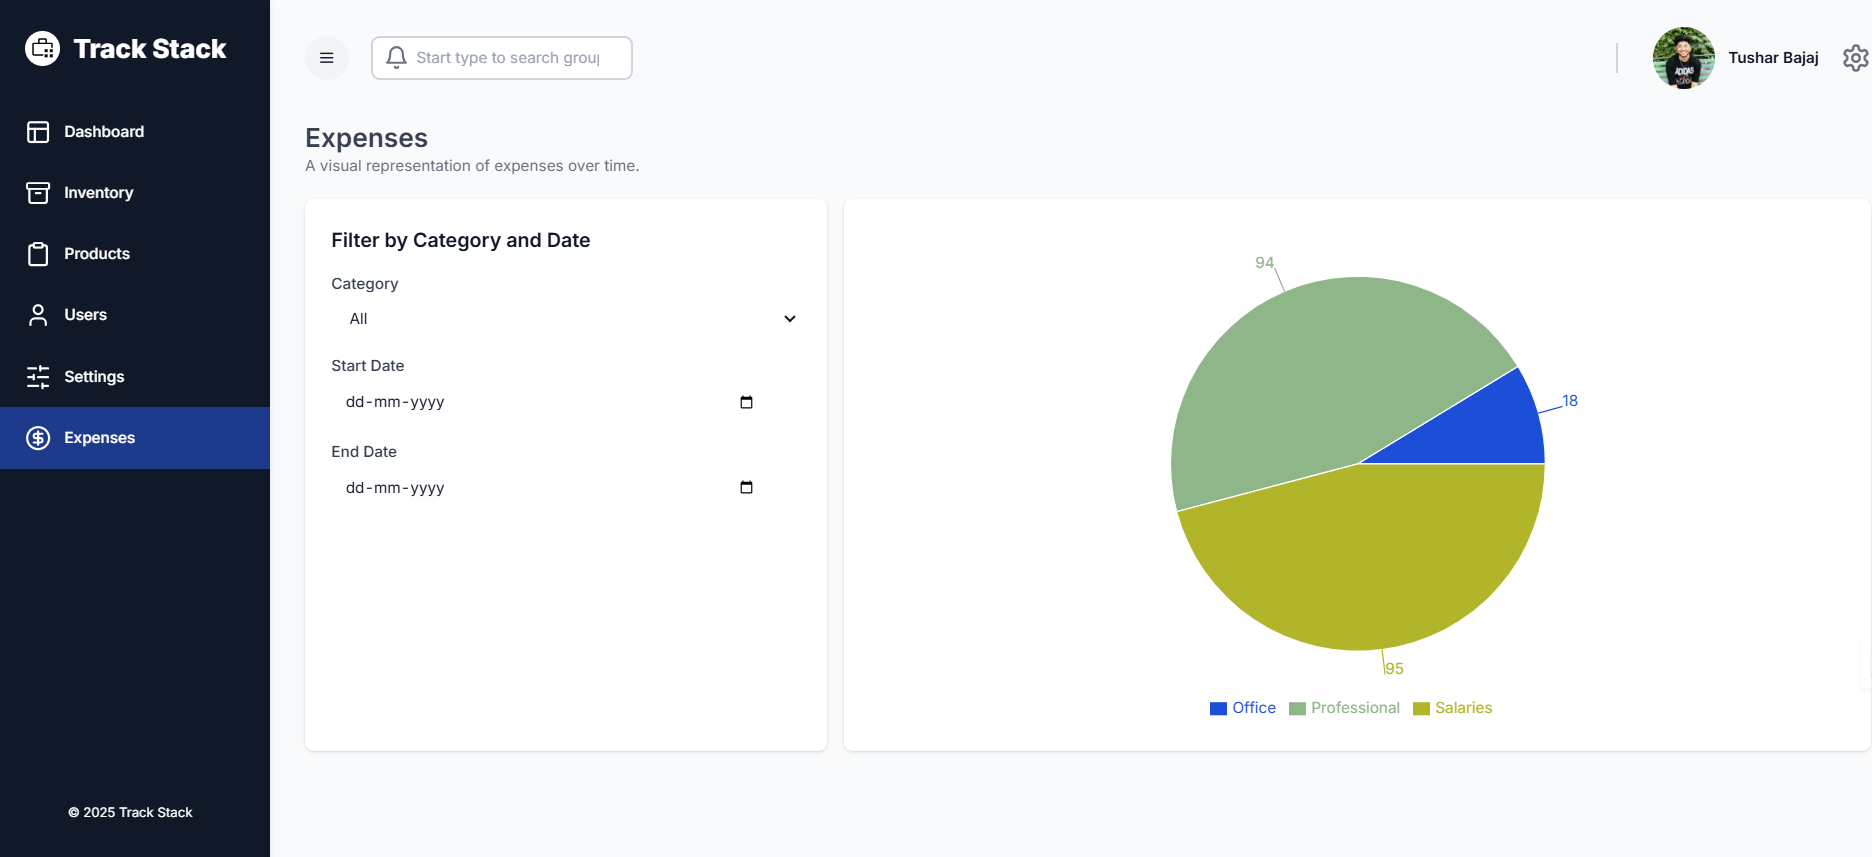 Track Stack
Dashboard
Inventory
Products
Users
Settings
Expenses
© 2025 Track Stack
Start type to search grou
Tushar Bajaj
Expenses
A visual representation of expenses over time.
Filter by Category and Date
Category
All
Start Date
dd-mm-yyyy
End Date
dd-mm-yyyy
94
18
95
Office Professional Salaries